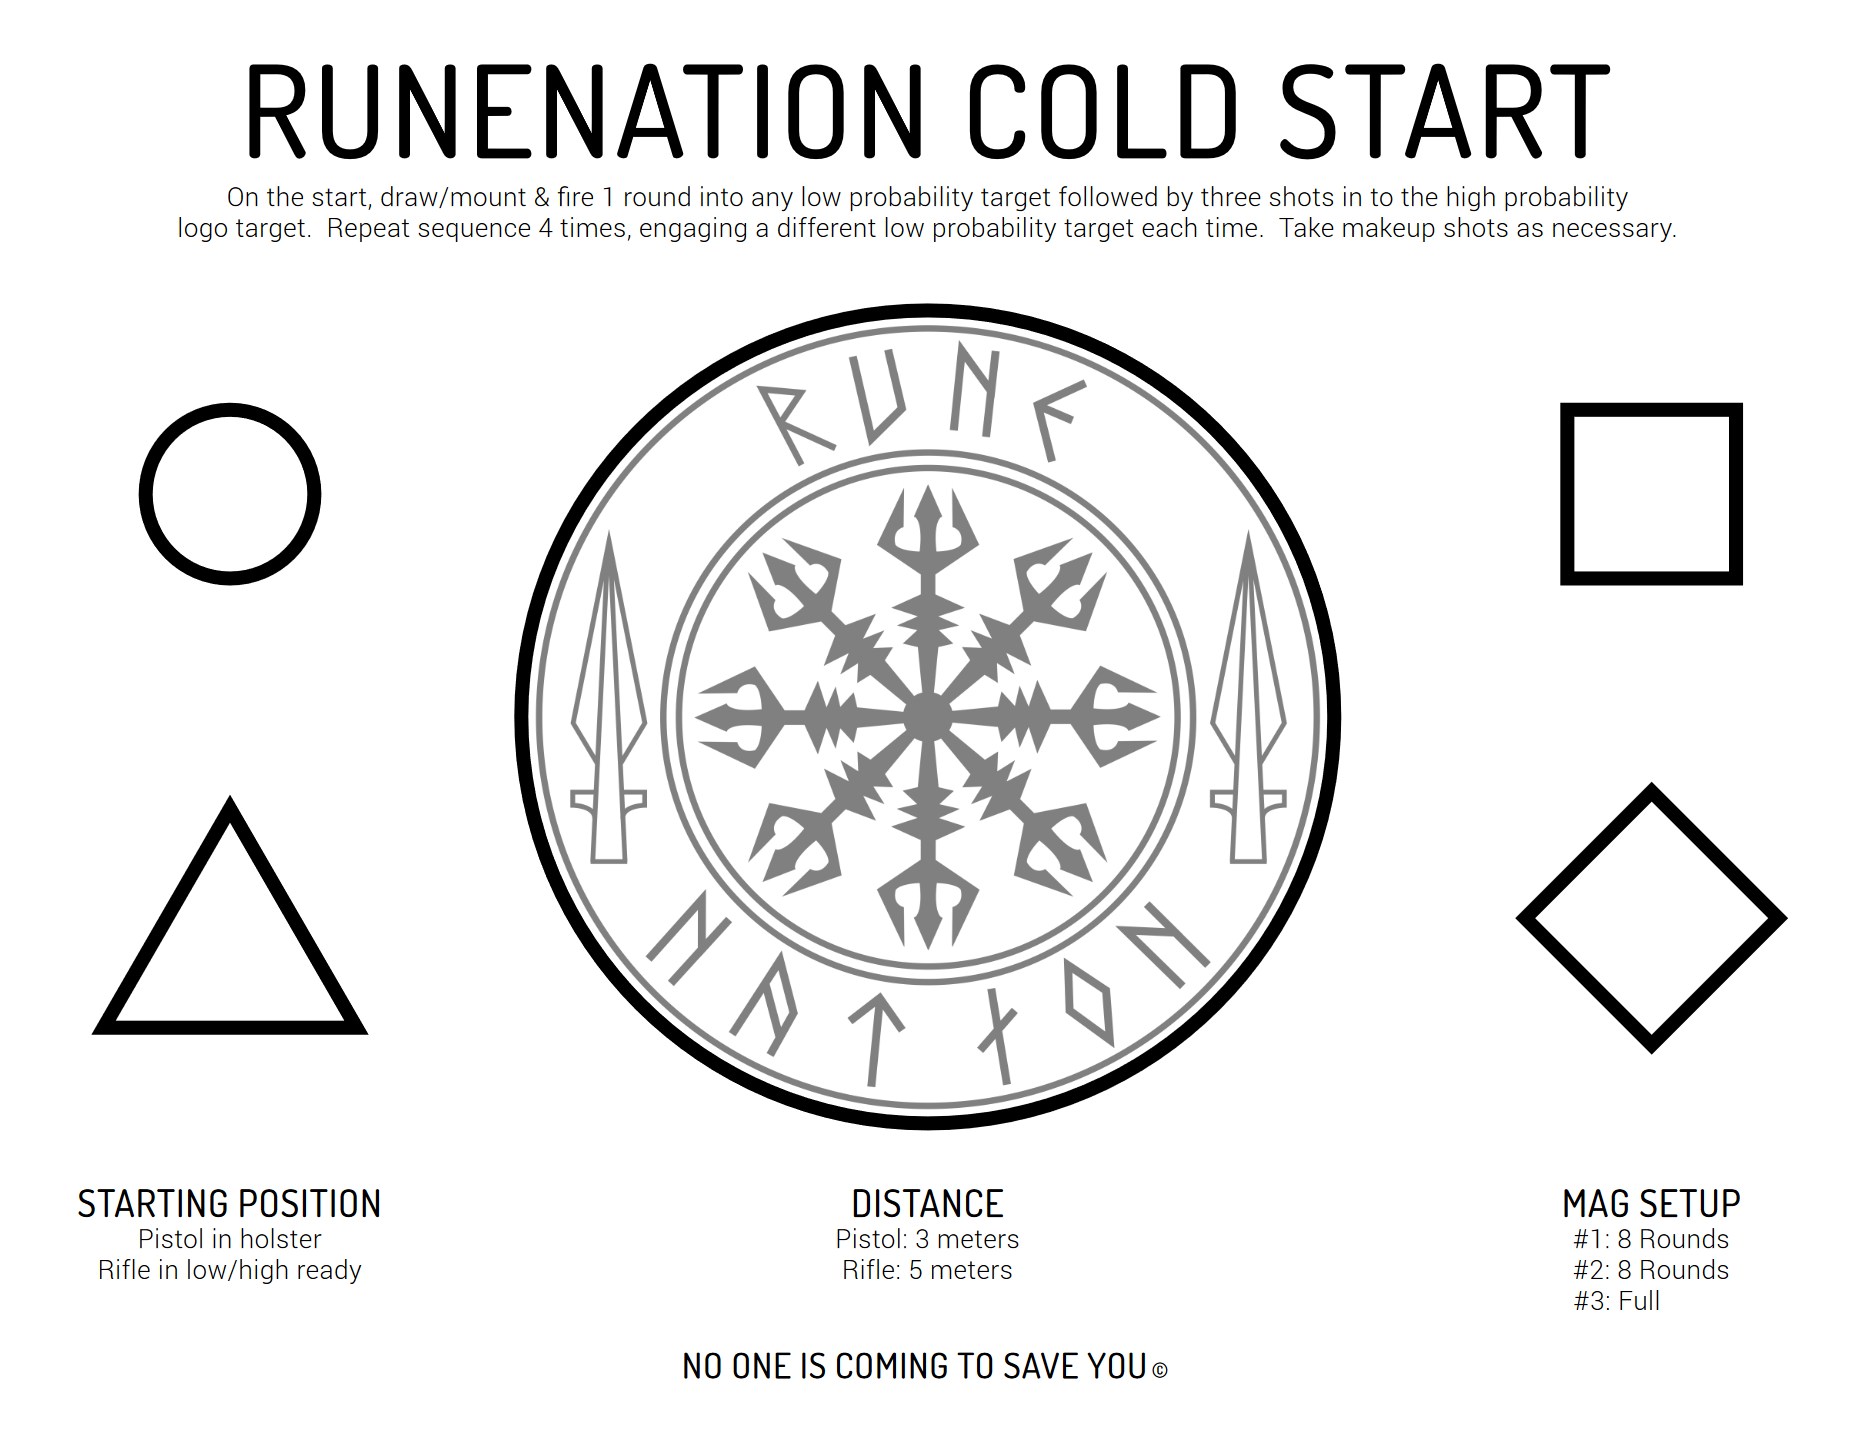 RUNENATION COLD START
On the start, draw/mount & fire 1 round into any low probability target followed by three shots in to the high probability
logo target.  Repeat sequence 4 times, engaging a different low probability target each time.  Take makeup shots as necessary.
RUNE
NATION
STARTING POSITION
Pistol in holster
Rifle in low/high ready
DISTANCE
Pistol: 3 meters
Rifle: 5 meters
MAG SETUP
#1: 8 Rounds
#2: 8 Rounds
#3: Full
NO ONE IS COMING TO SAVE YOU©